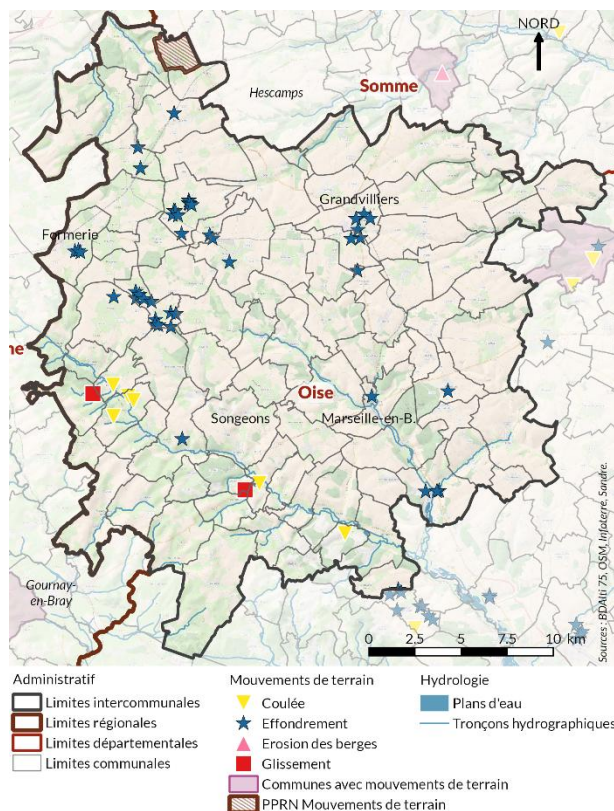 NORD
Hescamps
Somme
Grandvilliers
Formerie
ne
Oise
Songeons
Marseille-en-B.
Gournay-
en-Bray
0 2.5 5 7.5 10 km
Sources : BDAlti 75, OSM, Infoterre, Sandre.
Administratif
Limites intercommunales
Limites régionales
Limites départementales
Limites communales
Mouvements de terrain
Coulée
Effondrement
Erosion des berges
Glissement
Communes avec mouvements de terrain
PPRN Mouvements de terrain
Hydrologie
Plans d'eau
Tronçons hydrographiques